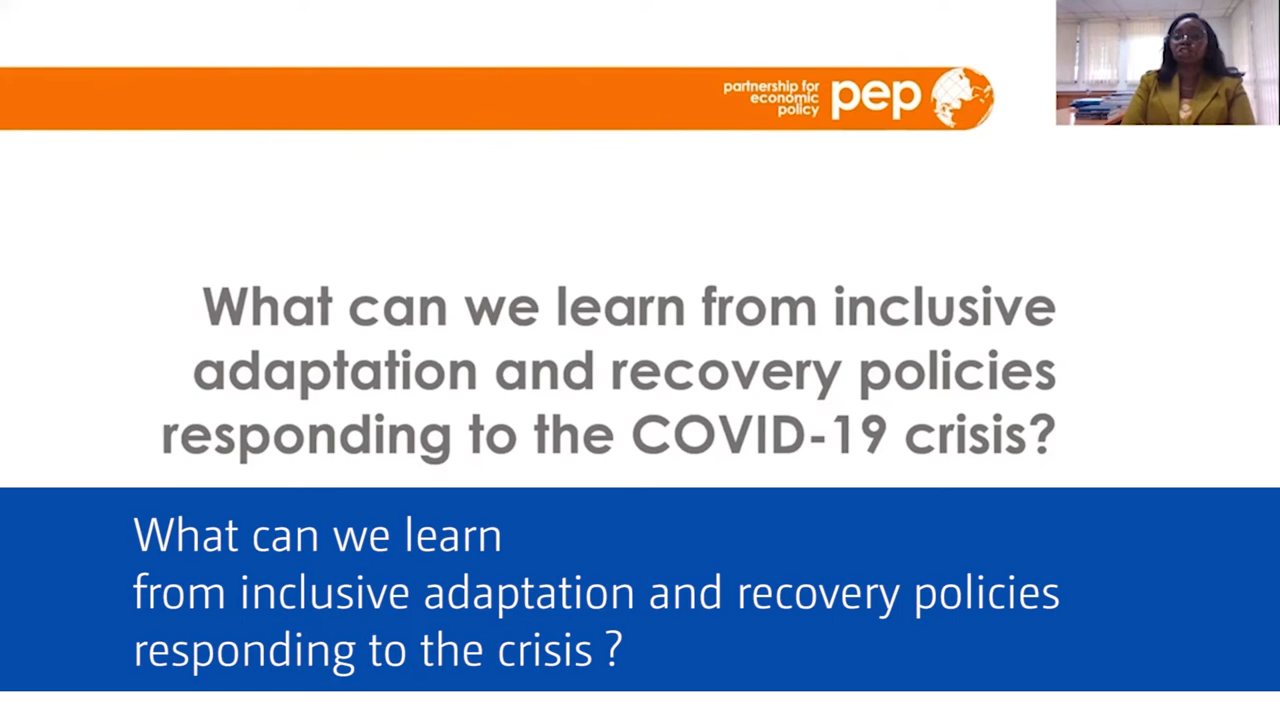 partnership for
economic
policy
pep
What can we learn from inclusive
adaptation and recovery policies
responding to the COVID-19 crisis?
What can we learn
from inclusive adaptation and recovery policies
responding to the crisis ?